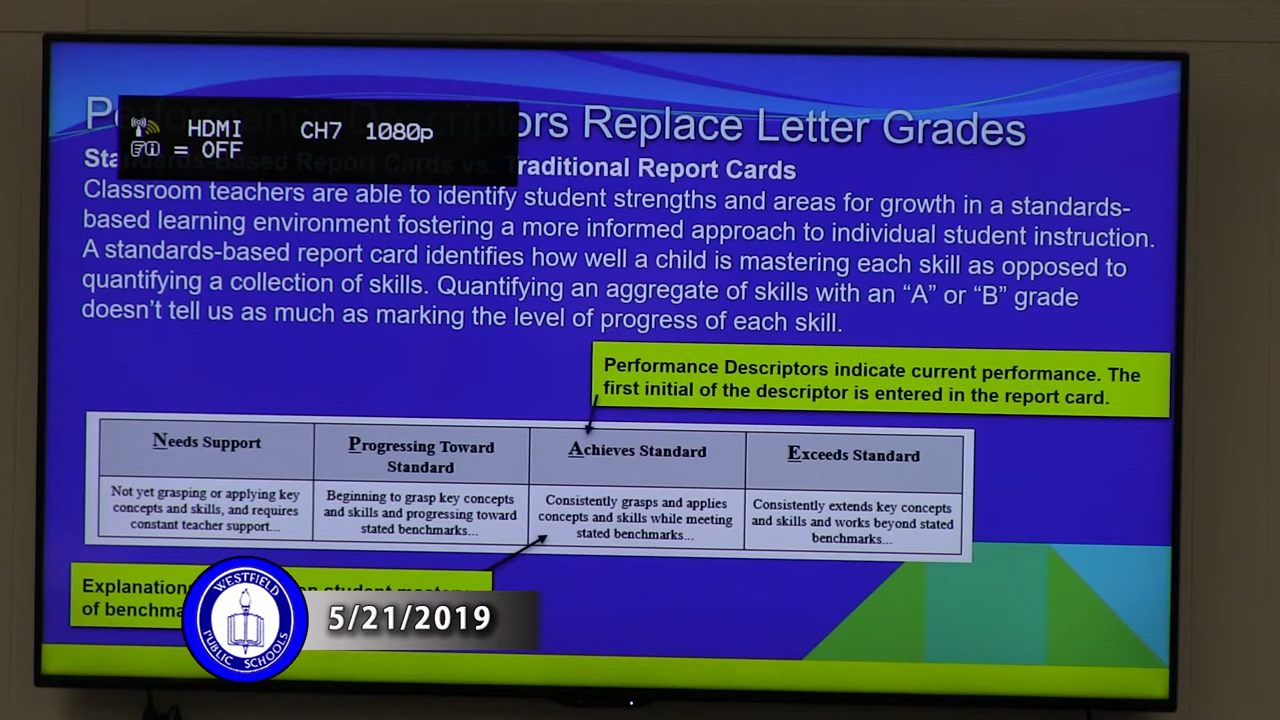 HDMI CH7 1080p
= OFF
Performance Descriptors Replace Letter Grades
Standards-Based Report Cards vs. Traditional Report Cards
Classroom teachers are able to identify student strengths and areas for growth in a standards-
based learning environment fostering a more informed approach to individual student instruction.
A standards-based report card identifies how well a child is mastering each skill as opposed to
quantifying a collection of skills. Quantifying an aggregate of skills with an “A” or “B” grade
doesn’t tell us as much as marking the level of progress of each skill.
Performance Descriptors indicate current performance. The
first initial of the descriptor is entered in the report card.
Needs Support
Not yet grasping or applying key
concepts and skills, and requires
constant teacher support...
Progressing Toward
Standard
Beginning to grasp key concepts
and skills and progressing toward
stated benchmarks...
Achieves Standard
Consistently grasps and applies
concepts and skills while meeting
stated benchmarks...
Exceeds Standard
Consistently extends key concepts
and skills and works beyond stated
benchmarks...
Explanation student
of
WESTFIELD
PUBLIC SCHOOLS
5/21/2019